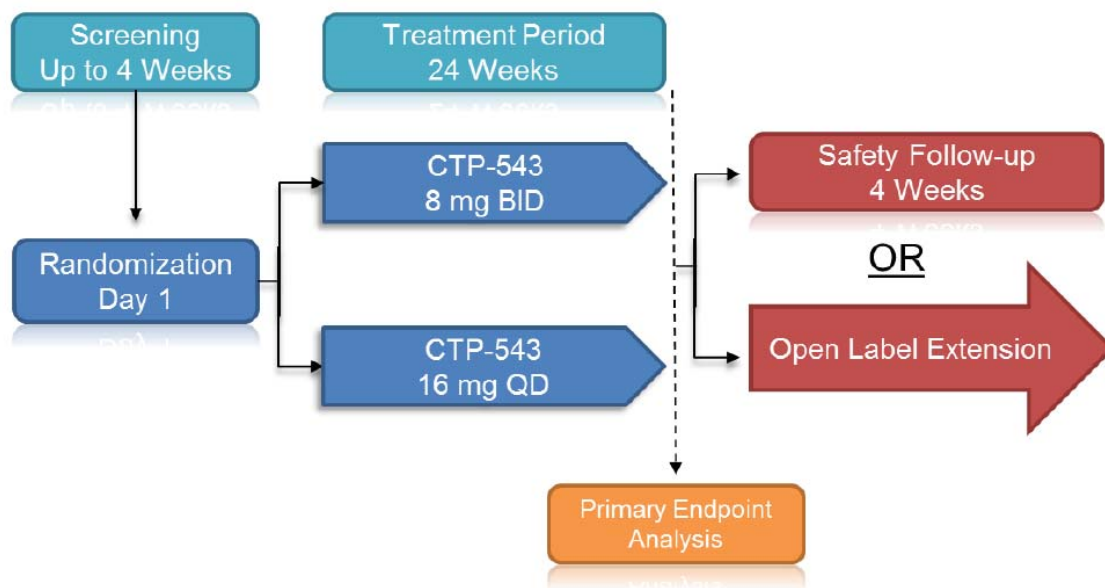 Screening
Up to 4 Weeks
Treatment Period
24 Weeks
CTP-543
8 mg BID
Safety Follow-up
4 Weeks
OR
Randomization
Day 1
CTP-543
16 mg QD
Open Label Extension
Primary Endpoint
Analysis